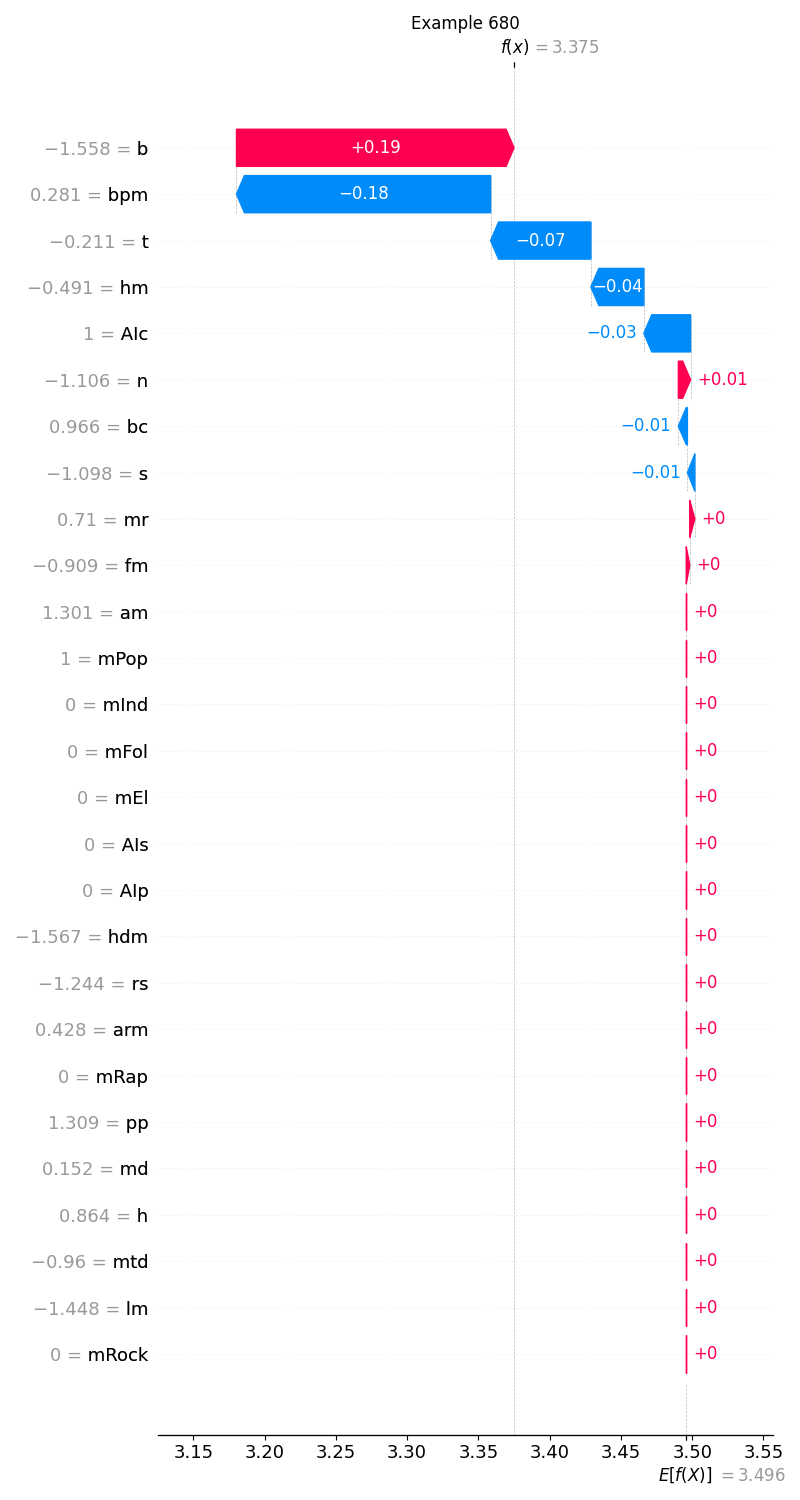 Example 680
f(x) = 3.375
−1.558 = b +0.19
0.281 = bpm −0.18
−0.211 = t −0.07
−0.491 = hm −0.04
1 = AIc −0.03
−1.106 = n +0.01
0.966 = bc −0.01
−1.098 = s −0.01
0.71 = mr +0
−0.909 = fm +0
1.301 = am +0
1 = mPop +0
0 = mInd +0
0 = mFol +0
0 = mEl +0
0 = AIs +0
0 = AIp +0
−1.567 = hdm +0
−1.244 = rs +0
0.428 = arm +0
0 = mRap +0
1.309 = pp +0
0.152 = md +0
0.864 = h +0
−0.96 = mtd +0
−1.448 = lm +0
0 = mRock +0
3.15 3.20 3.25 3.30 3.35 3.40 3.45 3.50 3.55
E[f(X)] = 3.496